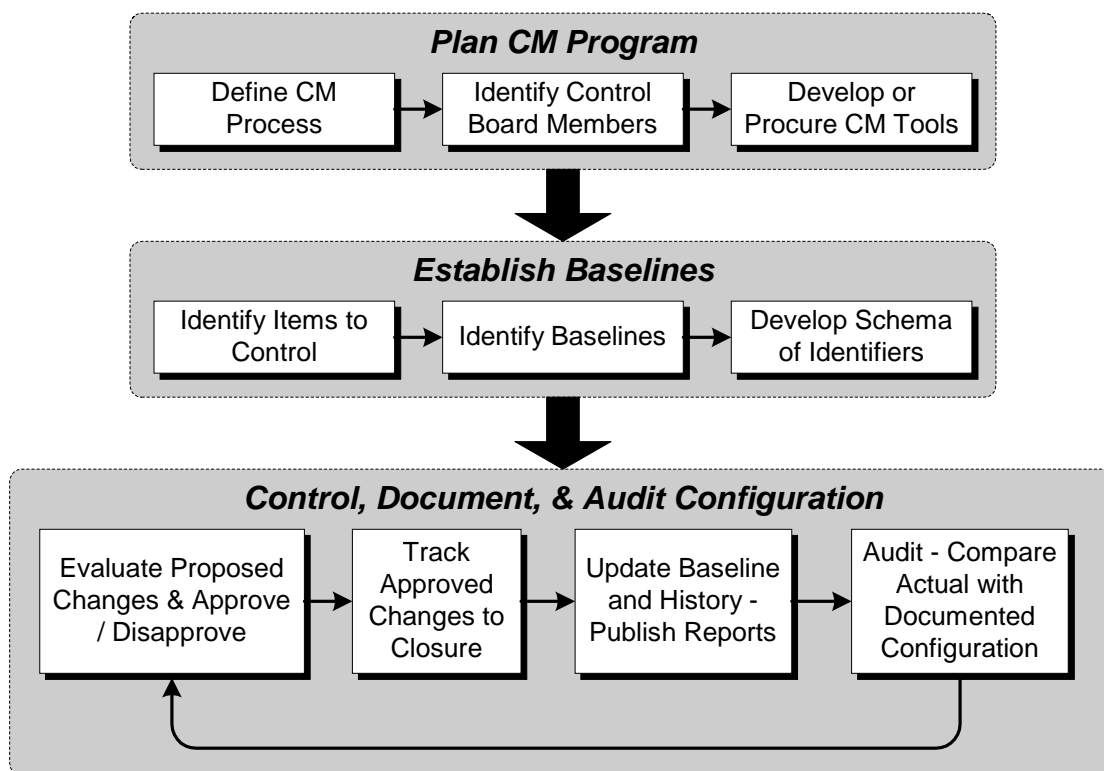 Plan CM Program
Define CM
Process
Identify Control
Board Members
Develop or
Procure CM Tools
Establish Baselines
Identify Items to
Control
Identify Baselines
Develop Schema
of Identifiers
Control, Document, & Audit Configuration
Evaluate Proposed
Changes & Approve
/ Disapprove
Track
Approved
Changes to
Closure
Update Baseline
and History -
Publish Reports
Audit - Compare
Actual with
Documented
Configuration